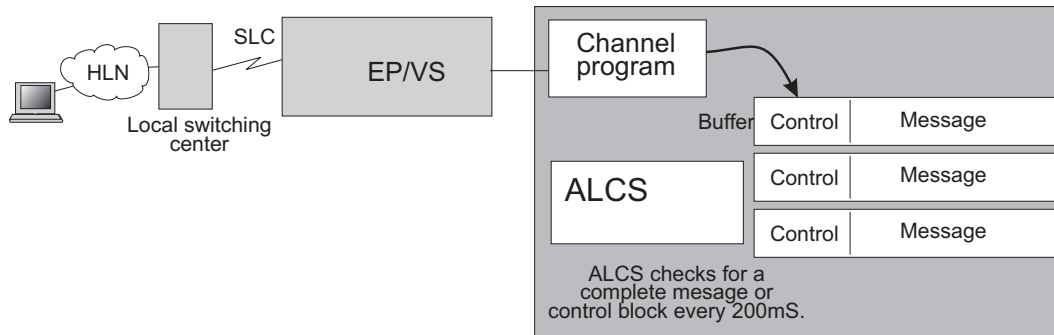 SLC
HLN
EP/VS
Local switching
center
Channel
program
Buffer
Control
Message
Control
Message
Control
Message
ALCS
ALCS checks for a
complete mesage or
control block every 200mS.